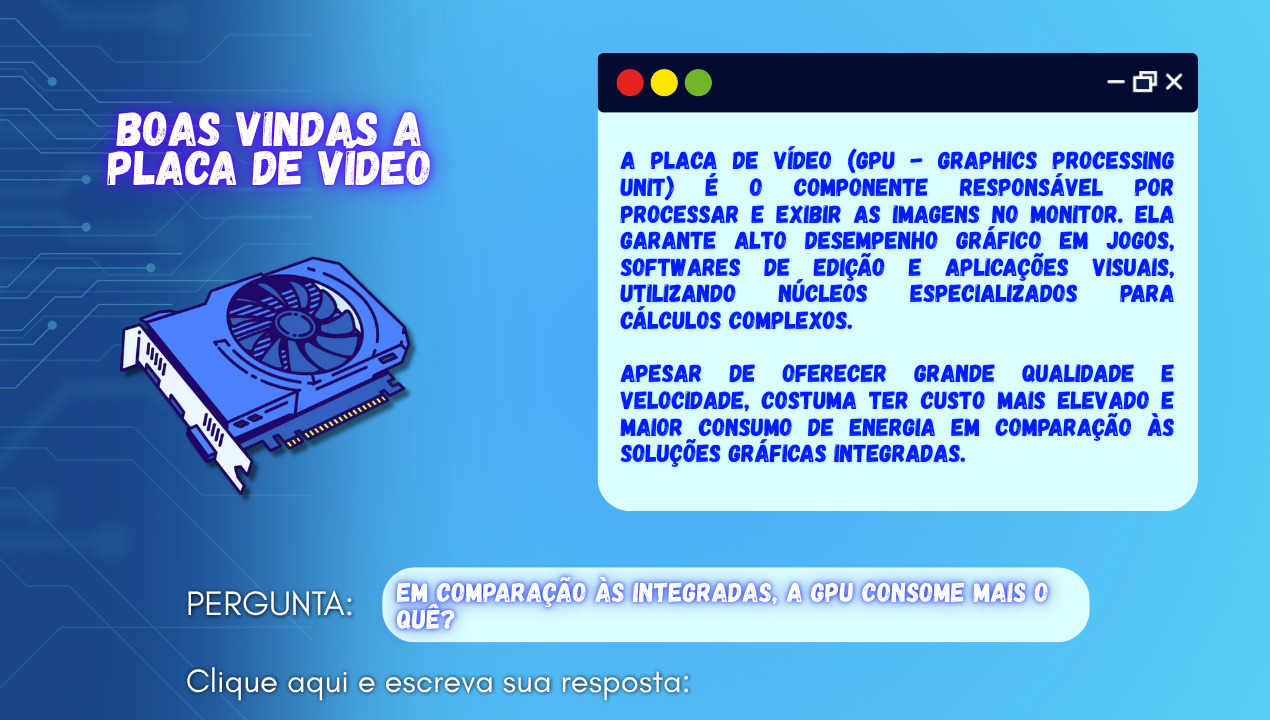 BOAS VINDAS A
PLACA DE VÍDEO
A PLACA DE VÍDEO (GPU – GRAPHICS PROCESSING
UNIT) É O COMPONENTE RESPONSÁVEL POR
PROCESSAR E EXIBIR AS IMAGENS NO MONITOR. ELA
GARANTE ALTO DESEMPENHO GRÁFICO EM JOGOS,
SOFTWARES DE EDIÇÃO E APLICAÇÕES VISUAIS,
UTILIZANDO NÚCLEOS ESPECIALIZADOS PARA
CÁLCULOS COMPLEXOS.
APESAR DE OFERECER GRANDE QUALIDADE E
VELOCIDADE, COSTUMA TER CUSTO MAIS ELEVADO E
MAIOR CONSUMO DE ENERGIA EM COMPARAÇÃO ÀS
SOLUÇÕES GRÁFICAS INTEGRADAS.
PERGUNTA:
EM COMPARAÇÃO ÀS INTEGRADAS, A GPU CONSOME MAIS O
QUÊ?
Clique aqui e escreva sua resposta: